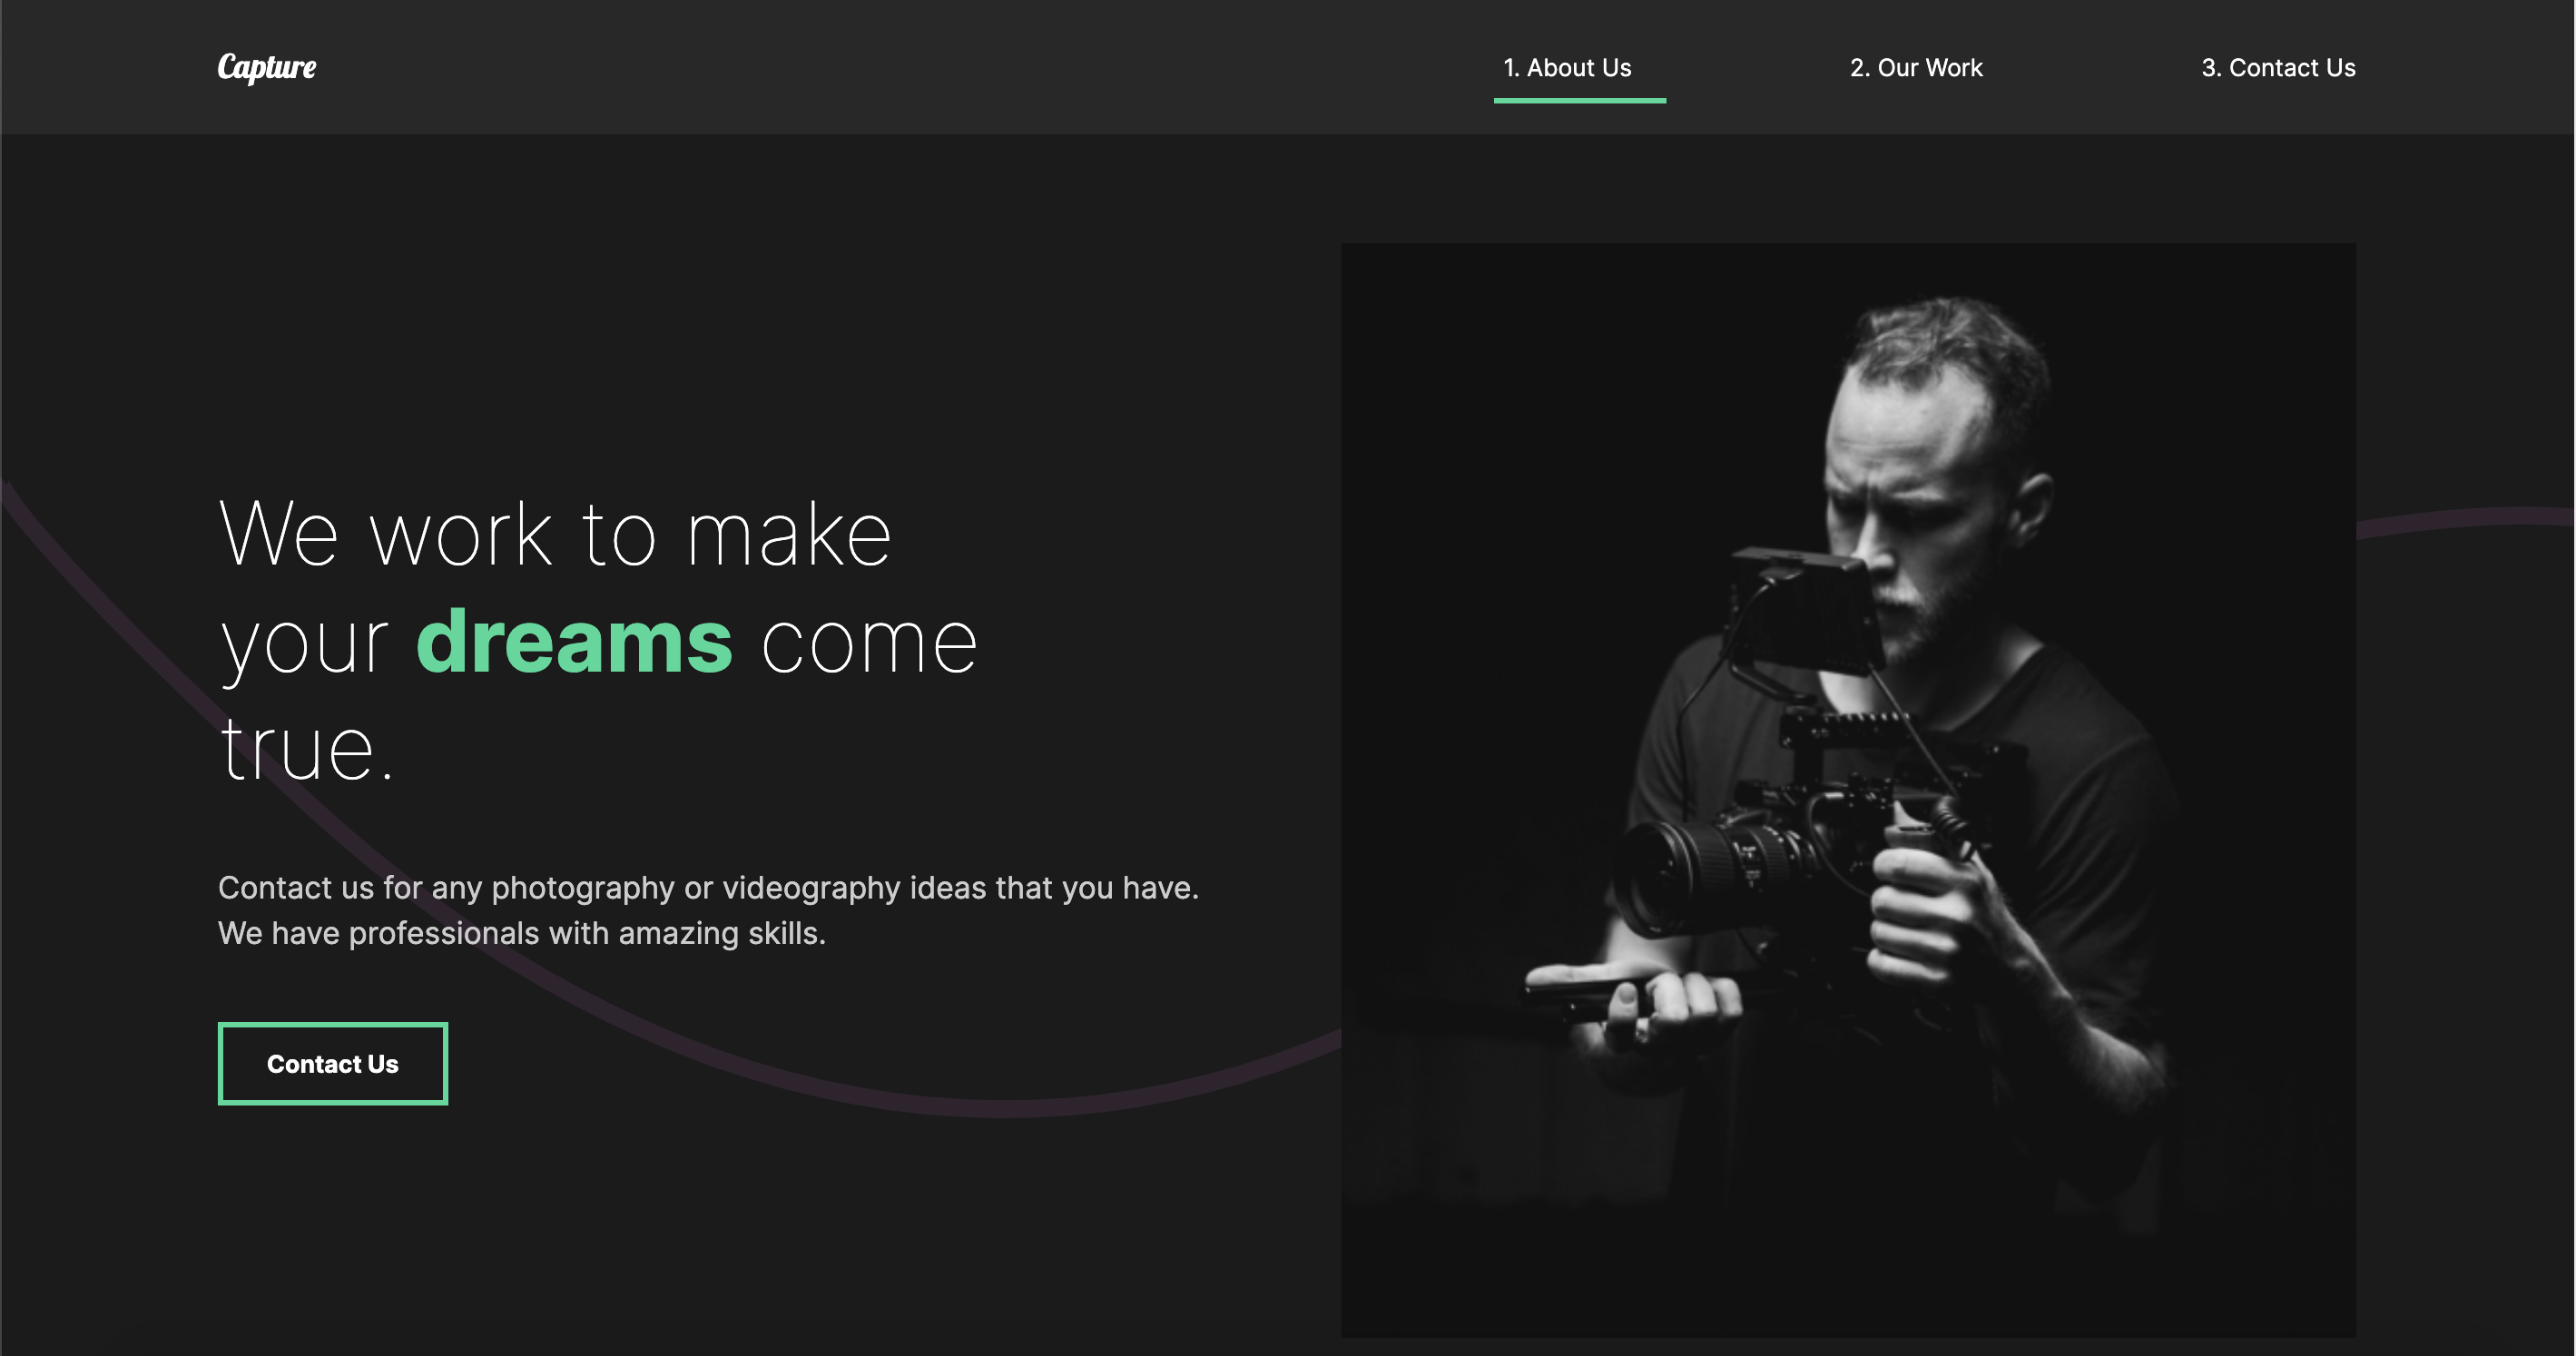 Capture
1. About Us
2. Our Work
3. Contact Us
We work to make
your dreams come
true.
Contact us for any photography or videography ideas that you have.
We have professionals with amazing skills.
Contact Us